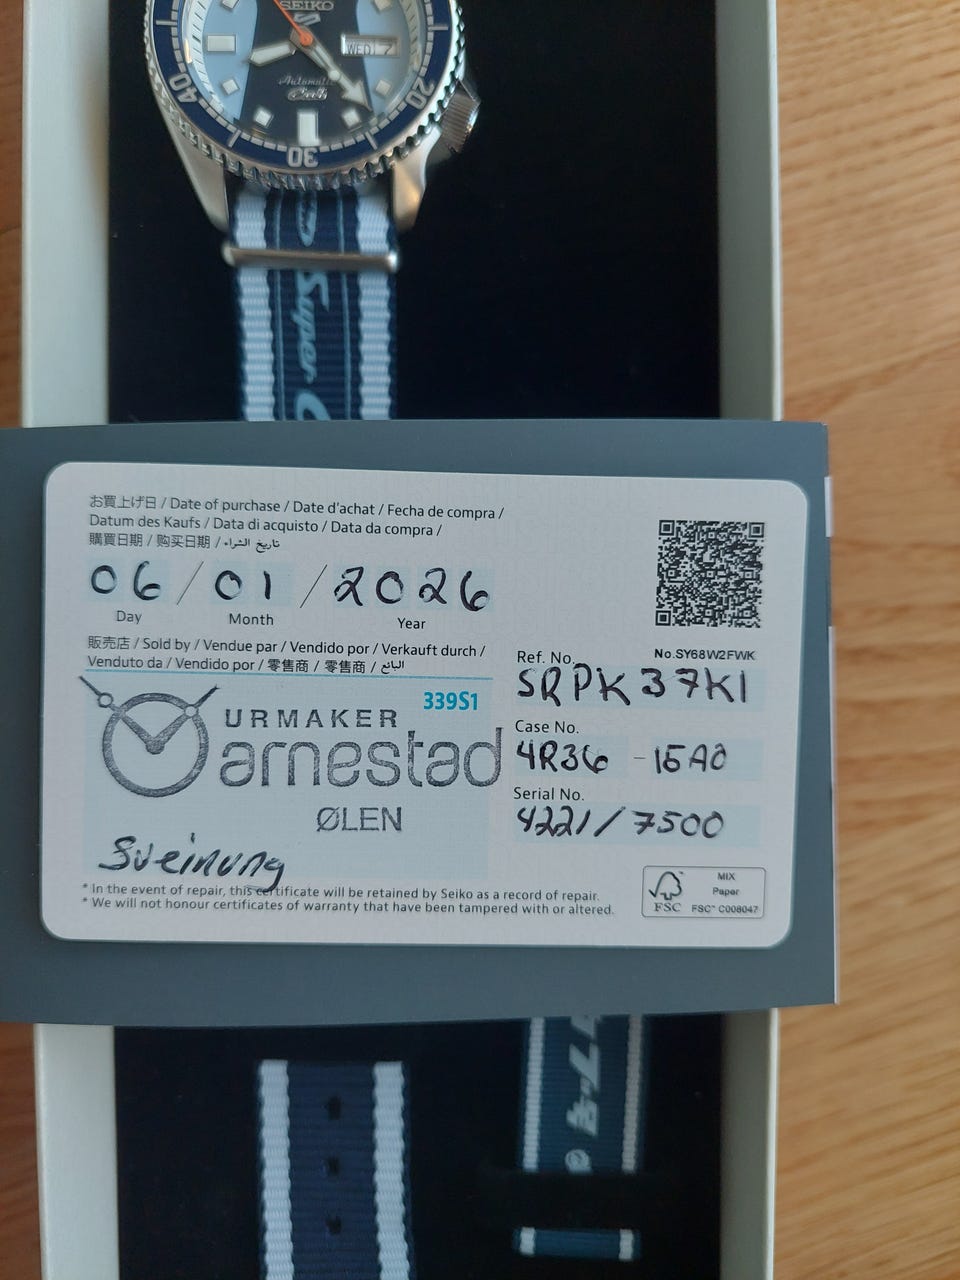 SEIKO
WED 7
Automatic
Cub
40
30
20
Super
お買上げ日 / Date of purchase / Date d'achat / Fecha de compra /
Datum des Kaufs / Data di acquisto / Data da compra /
購買日期 / 购买日期 / تاريخ الشراء
06 / 01 / 2026
Day Month Year
販売店 / Sold by / Vendue par / Vendido por / Verkauft durch /
Venduto da / Vendido por / 零售商 / 零售商 / البائع
339S1
URMAKER
arnestad
ØLEN
Sveinung
No.SY68W2FWK
Ref. No.
SRPK37K1
Case No.
4R36 - 15A0
Serial No.
4221/7500
* In the event of repair, this certificate will be retained by Seiko as a record of repair.
* We will not honour certificates of warranty that have been tampered with or altered.
FSC
MIX
Paper
FSC™ C008047